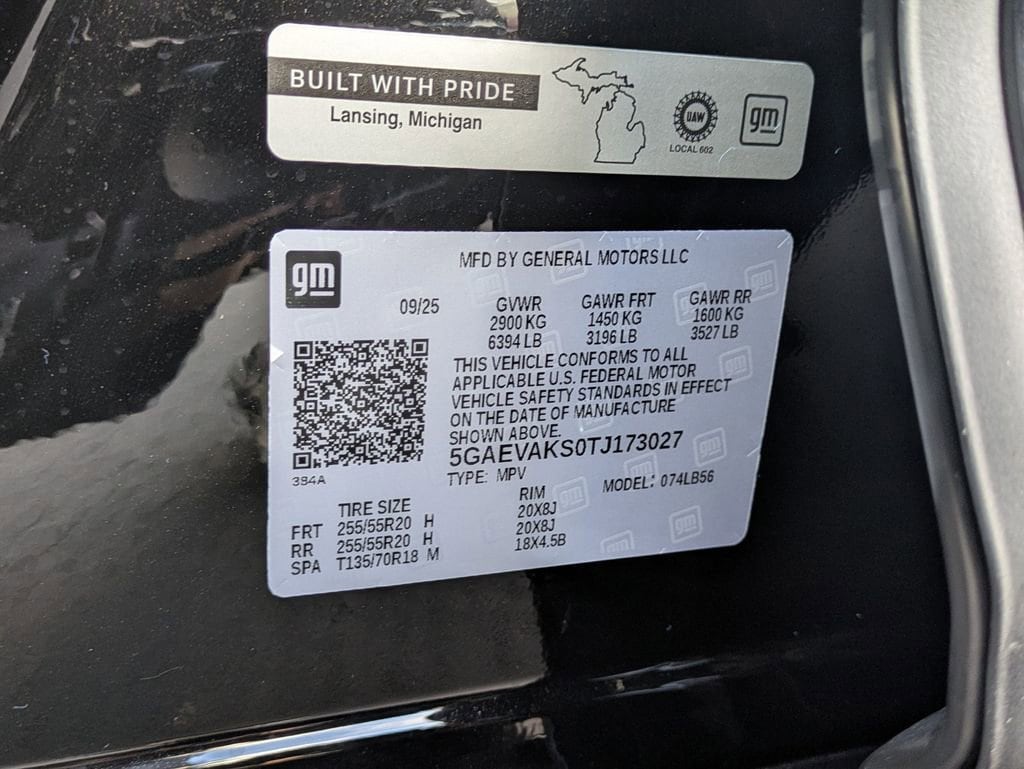 BUILT WITH PRIDE
Lansing, Michigan
UAW
LOCAL 602
gm
gm
MFD BY GENERAL MOTORS LLC
09/25
GVWR GAWR FRT GAWR RR
2900 KG 1450 KG 1600 KG
6394 LB 3196 LB 3527 LB
THIS VEHICLE CONFORMS TO ALL
APPLICABLE U.S. FEDERAL MOTOR
VEHICLE SAFETY STANDARDS IN EFFECT
ON THE DATE OF MANUFACTURE
SHOWN ABOVE.
5GAEVAKS0TJ173027
394A
TYPE: MPV MODEL: 074LB56
TIRE SIZE RIM
FRT 255/55R20 H 20X8J
RR 255/55R20 H 20X8J
SPA T135/70R18 M 18X4.5B